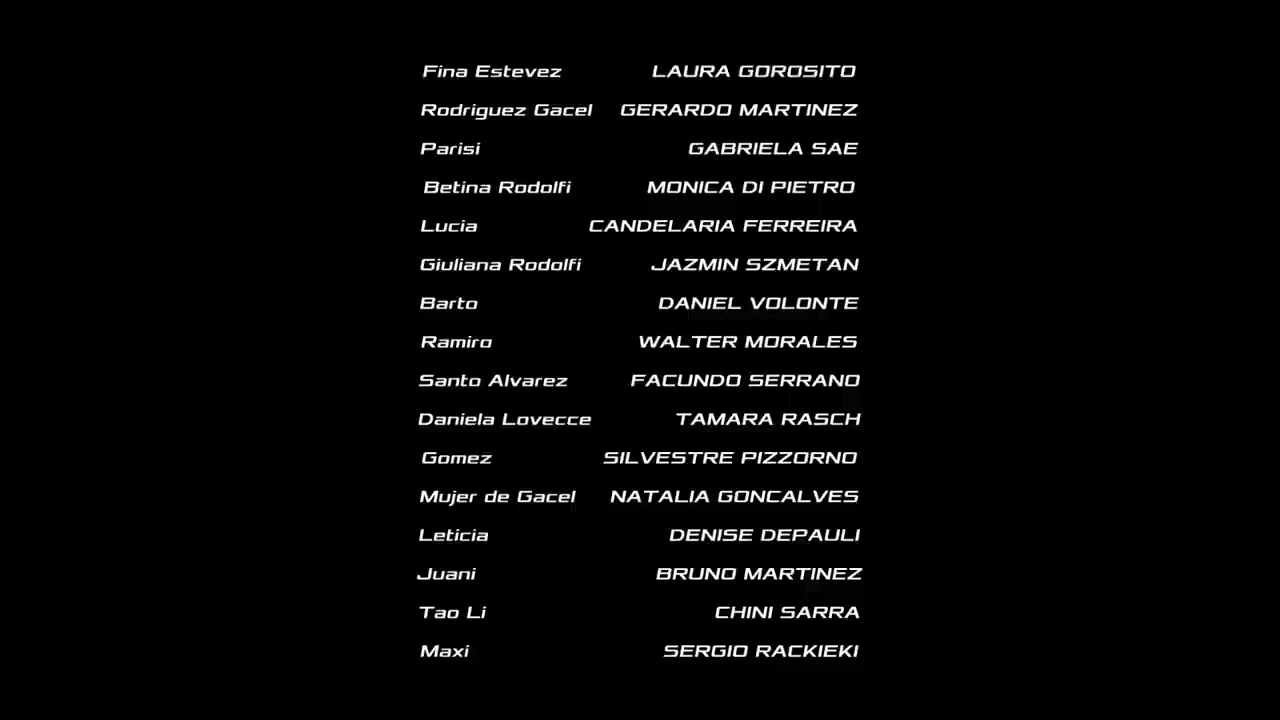 Fina Estevez LAURA GOROSITO
Rodriguez Gacel GERARDO MARTINEZ
Parisi GABRIELA SAE
Betina Rodolfi MONICA DI PIETRO
Lucia CANDELARIA FERREIRA
Giuliana Rodolfi JAZMIN SZMETAN
Barto DANIEL VOLONTE
Ramiro WALTER MORALES
Santo Alvarez FACUNDO SERRANO
Daniela Lovecce TAMARA RASCH
Gomez SILVESTRE PIZZORNO
Mujer de Gacel NATALIA GONCALVES
Leticia DENISE DEPAULI
Juani BRUNO MARTINEZ
Tao Li CHINI SARRA
Maxi SERGIO RACKIEKI